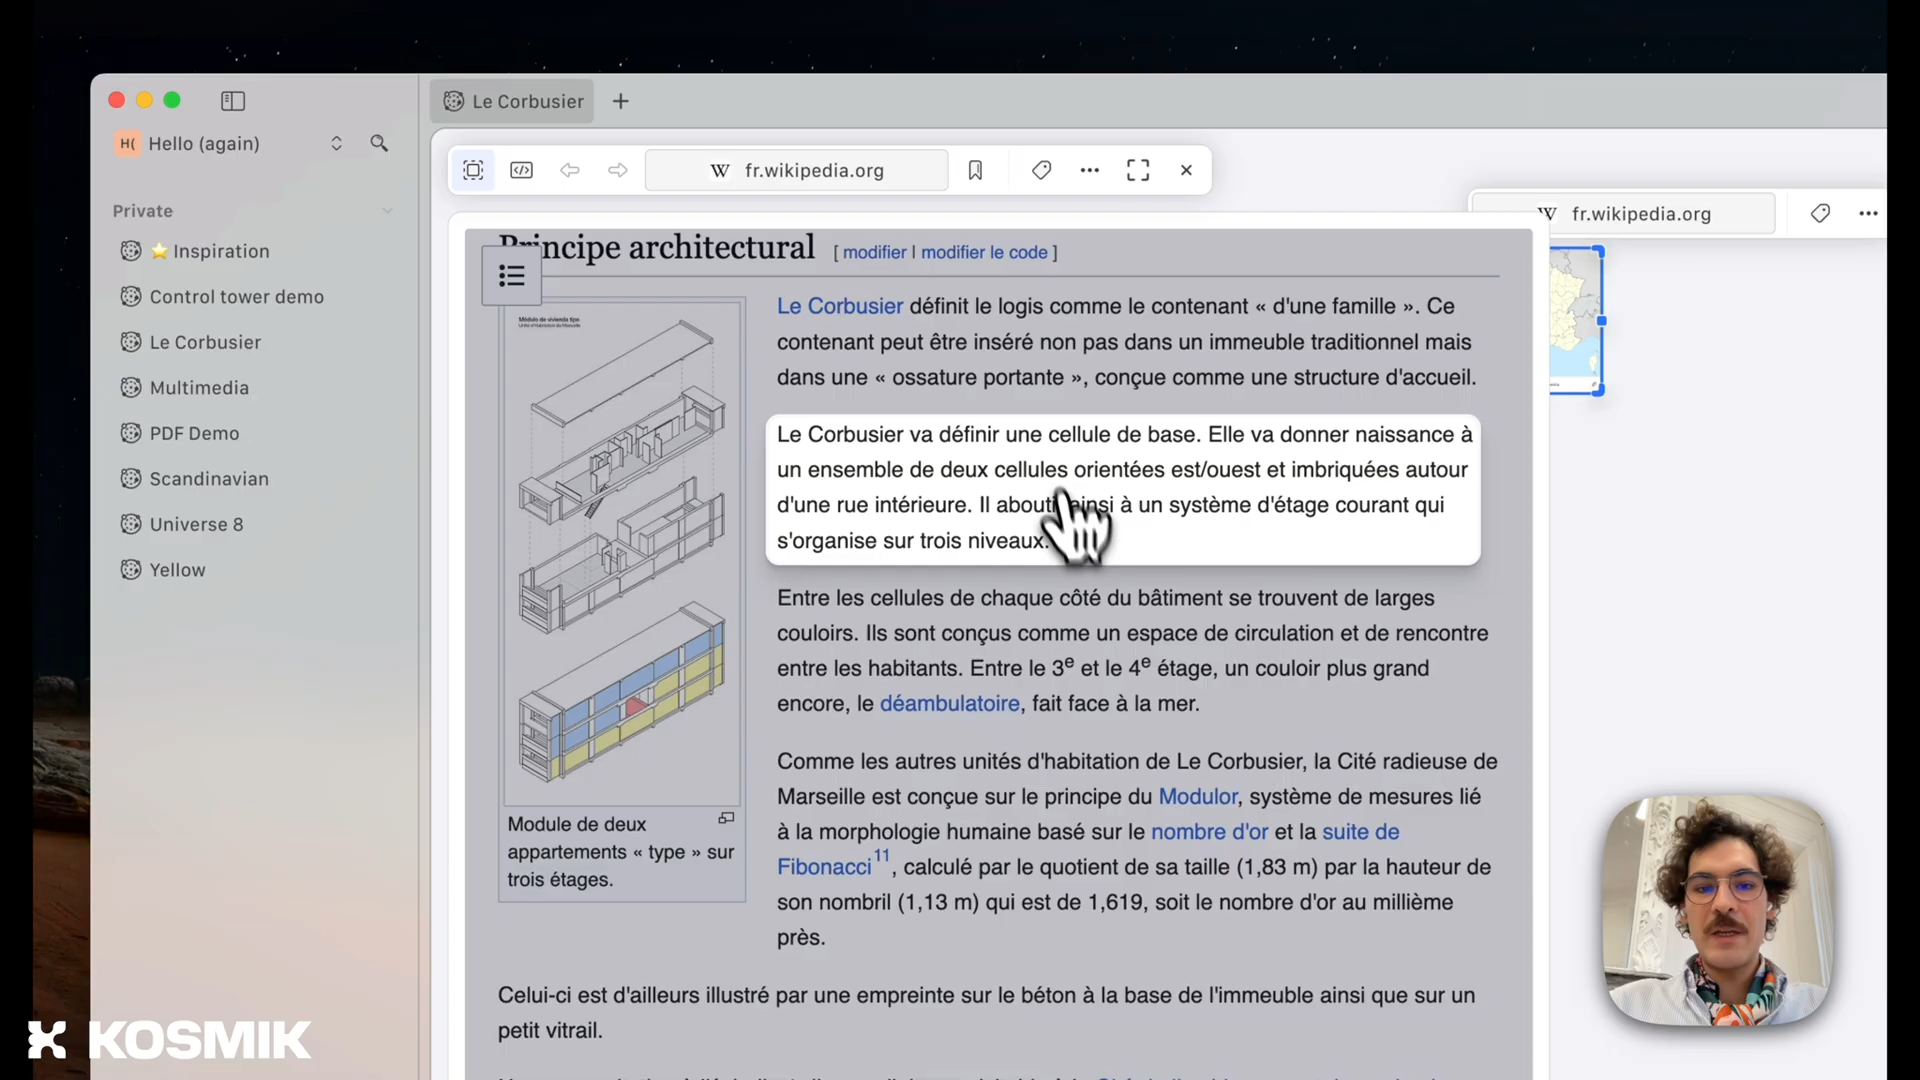 Le Corbusier
H( Hello (again)
Private
⭐ Inspiration
Control tower demo
Le Corbusier
Multimedia
PDF Demo
Scandinavian
Universe 8
Yellow
W fr.wikipedia.org
W fr.wikipedia.org
Principe architectural [ modifier | modifier le code ]
Módulo de vivienda tipo
Le Corbusier définit le logis comme le contenant « d'une famille ». Ce
contenant peut être inséré non pas dans un immeuble traditionnel mais
dans une « ossature portante », conçue comme une structure d'accueil.
Le Corbusier va définir une cellule de base. Elle va donner naissance à
un ensemble de deux cellules orientées est/ouest et imbriquées autour
d'une rue intérieure. Il abouti ainsi à un système d'étage courant qui
s'organise sur trois niveaux.
Entre les cellules de chaque côté du bâtiment se trouvent de larges
couloirs. Ils sont conçus comme un espace de circulation et de rencontre
entre les habitants. Entre le 3e et le 4e étage, un couloir plus grand
encore, le déambulatoire, fait face à la mer.
Comme les autres unités d'habitation de Le Corbusier, la Cité radieuse de
Marseille est conçue sur le principe du Modulor, système de mesures lié
à la morphologie humaine basé sur le nombre d'or et la suite de
Fibonacci11, calculé par le quotient de sa taille (1,83 m) par la hauteur de
son nombril (1,13 m) qui est de 1,619, soit le nombre d'or au millième
près.
Module de deux
appartements « type » sur
trois étages.
Celui-ci est d'ailleurs illustré par une empreinte sur le béton à la base de l'immeuble ainsi que sur un
petit vitrail.
KOSMIK